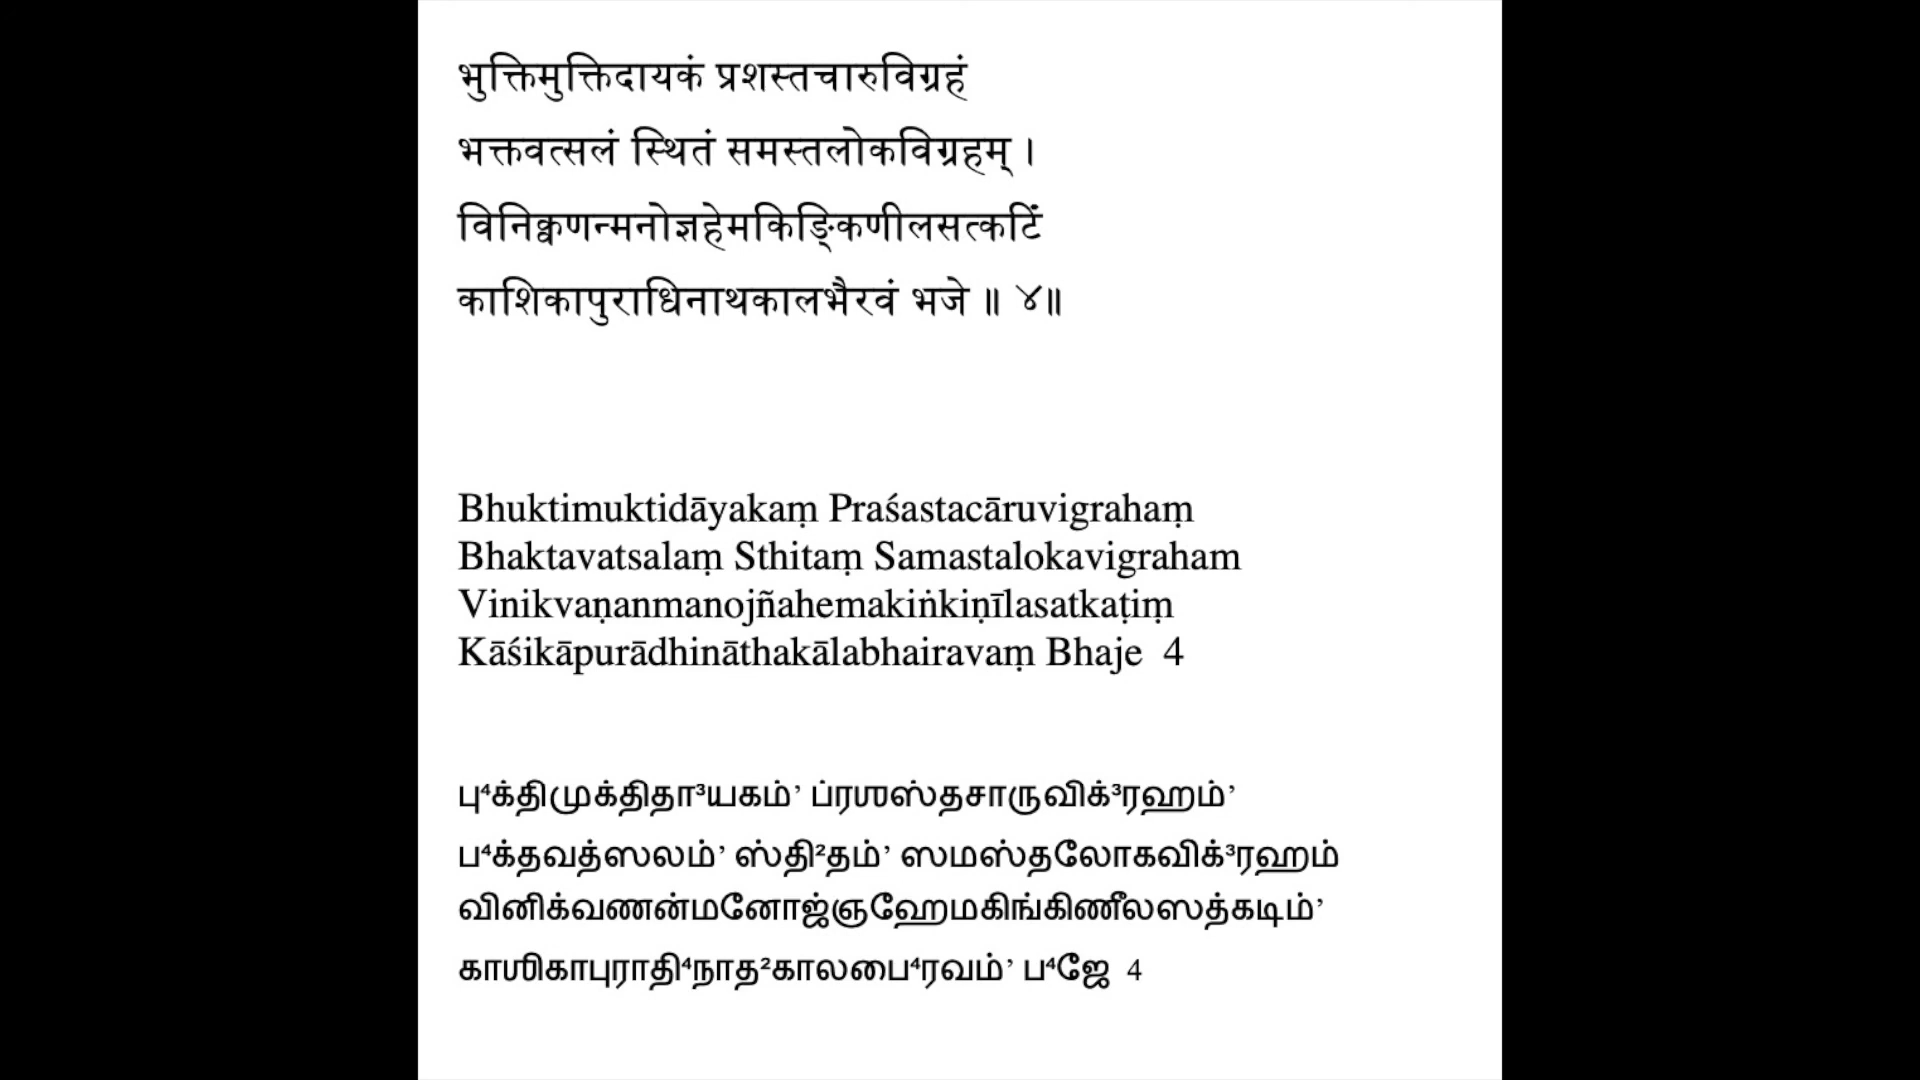 भुक्तिमुक्तिदायकं प्रशस्तचारुविग्रहं
भक्तवत्सलं स्थितं समस्तलोकविग्रहम् ।
विनिक्वणन्मनोज्ञहेमकिङ्किणीलसत्कटिं
काशिकापुराधिनाथकालभैरवं भजे ॥ ४॥
Bhuktimuktidāyakaṃ Praśastacāruvigrahaṃ
Bhaktavatsalaṃ Sthitaṃ Samastalokavigraham
Vinikvaṇanmanojñahemakiṅkiṇīlasatkaṭiṃ
Kāśikāpurādhināthakālabhairavaṃ Bhaje 4
பு⁴க்திமுக்திதா³யகம்ʼ ப்ரஶஸ்தசாருவிக்³ரஹம்ʼ
ப⁴க்தவத்ஸலம்ʼ ஸ்தி²தம்ʼ ஸமஸ்தலோகவிக்³ரஹம்
வினிக்வணன்மனோஜ்ஞஹேமகிங்கிணீலஸத்கடிம்ʼ
காஶிகாபுராதி⁴நாத²காலபை⁴ரவம்ʼ ப⁴ஜே 4